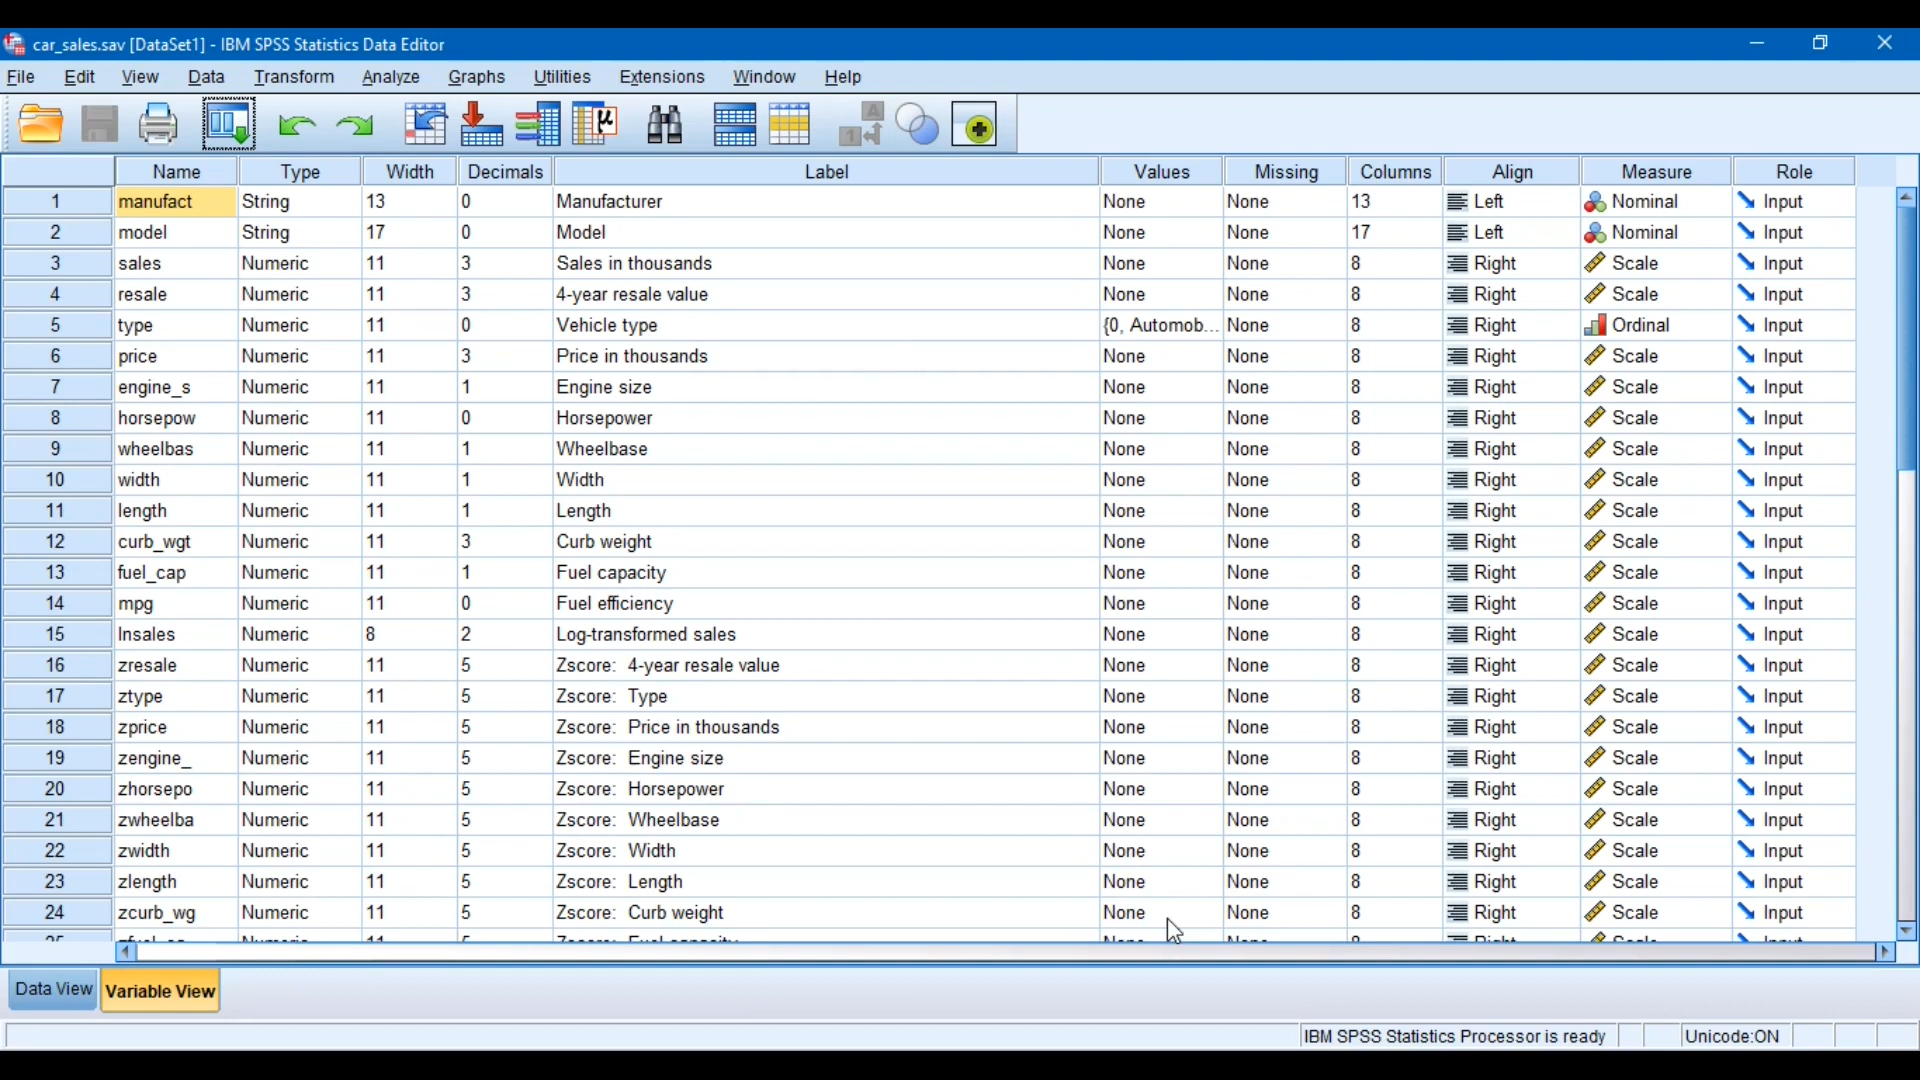 car_sales.sav [DataSet1] - IBM SPSS Statistics Data Editor
File Edit View Data Transform Analyze Graphs Utilities Extensions Window Help
Name Type Width Decimals Label Values Missing Columns Align Measure Role
1 manufact String 13 0 Manufacturer None None 13 Left Nominal Input
2 model String 17 0 Model None None 17 Left Nominal Input
3 sales Numeric 11 3 Sales in thousands None None 8 Right Scale Input
4 resale Numeric 11 3 4-year resale value None None 8 Right Scale Input
5 type Numeric 11 0 Vehicle type {0, Automob... None 8 Right Ordinal Input
6 price Numeric 11 3 Price in thousands None None 8 Right Scale Input
7 engine_s Numeric 11 1 Engine size None None 8 Right Scale Input
8 horsepow Numeric 11 0 Horsepower None None 8 Right Scale Input
9 wheelbas Numeric 11 1 Wheelbase None None 8 Right Scale Input
10 width Numeric 11 1 Width None None 8 Right Scale Input
11 length Numeric 11 1 Length None None 8 Right Scale Input
12 curb_wgt Numeric 11 3 Curb weight None None 8 Right Scale Input
13 fuel_cap Numeric 11 1 Fuel capacity None None 8 Right Scale Input
14 mpg Numeric 11 0 Fuel efficiency None None 8 Right Scale Input
15 lnsales Numeric 8 2 Log-transformed sales None None 8 Right Scale Input
16 zresale Numeric 11 5 Zscore: 4-year resale value None None 8 Right Scale Input
17 ztype Numeric 11 5 Zscore: Type None None 8 Right Scale Input
18 zprice Numeric 11 5 Zscore: Price in thousands None None 8 Right Scale Input
19 zengine_ Numeric 11 5 Zscore: Engine size None None 8 Right Scale Input
20 zhorsepo Numeric 11 5 Zscore: Horsepower None None 8 Right Scale Input
21 zwheelba Numeric 11 5 Zscore: Wheelbase None None 8 Right Scale Input
22 zwidth Numeric 11 5 Zscore: Width None None 8 Right Scale Input
23 zlength Numeric 11 5 Zscore: Length None None 8 Right Scale Input
24 zcurb_wg Numeric 11 5 Zscore: Curb weight None None 8 Right Scale Input
Data View Variable View
IBM SPSS Statistics Processor is ready Unicode:ON